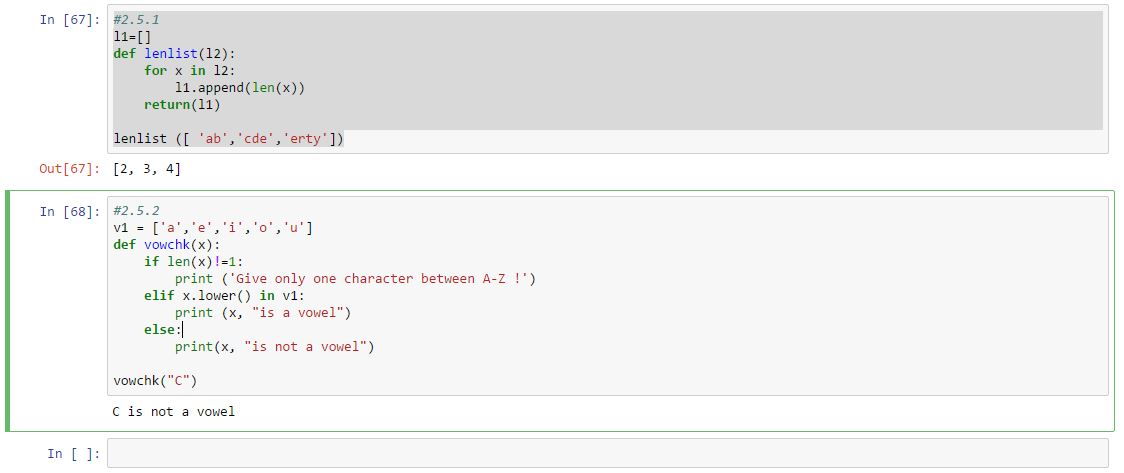 In [67]: #2.5.1
l1=[]
def lenlist(l2):
    for x in l2:
        l1.append(len(x))
    return(l1)

lenlist ([ 'ab','cde','erty'])
Out[67]: [2, 3, 4]
In [68]: #2.5.2
v1 = ['a','e','i','o','u']
def vowchk(x):
    if len(x)!=1:
        print ('Give only one character between A-Z !')
    elif x.lower() in v1:
        print (x, "is a vowel")
    else:
        print(x, "is not a vowel")

vowchk("C")
C is not a vowel
In [ ]: